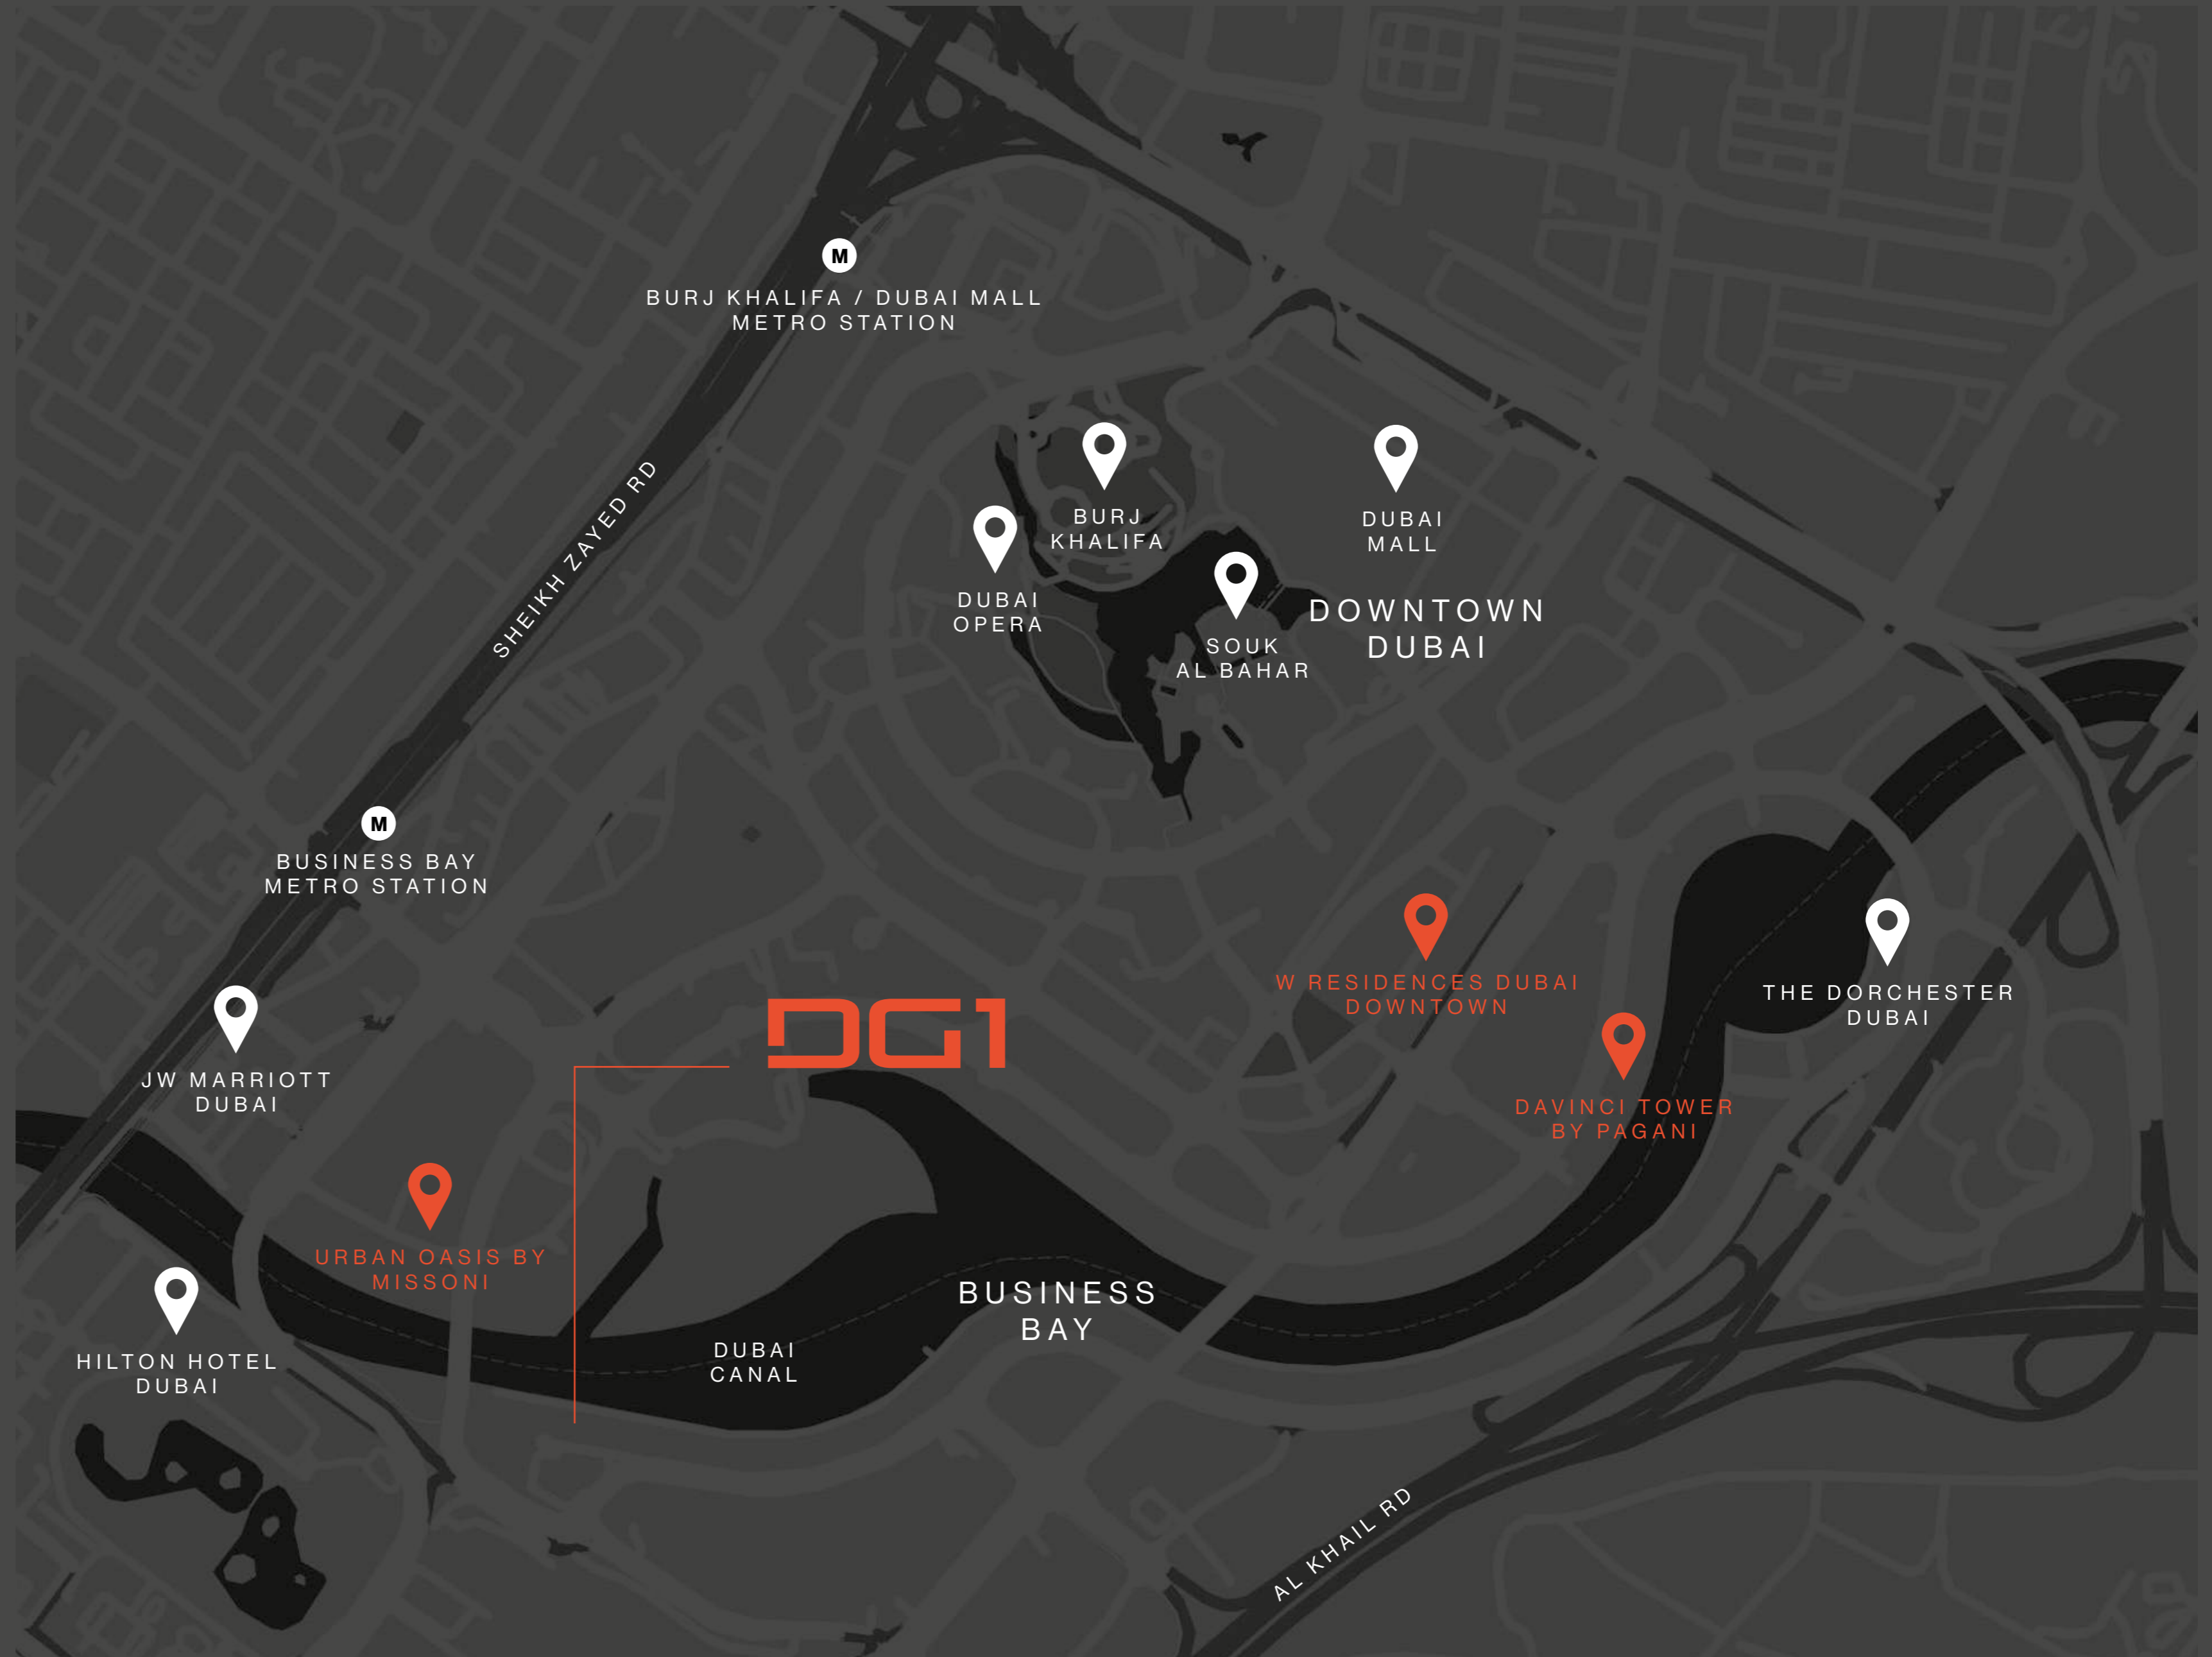 M
BURJ KHALIFA / DUBAI MALL
METRO STATION
SHEIKH ZAYED RD
BURJ
KHALIFA
DUBAI
MALL
DUBAI
OPERA
SOUK
AL BAHAR
DOWNTOWN
DUBAI
M
BUSINESS BAY
METRO STATION
W RESIDENCES DUBAI
DOWNTOWN
THE DORCHESTER
DUBAI
DG1
JW MARRIOTT
DUBAI
DAVINCI TOWER
BY PAGANI
URBAN OASIS BY
MISSONI
BUSINESS
BAY
DUBAI
CANAL
HILTON HOTEL
DUBAI
AL KHAIL RD